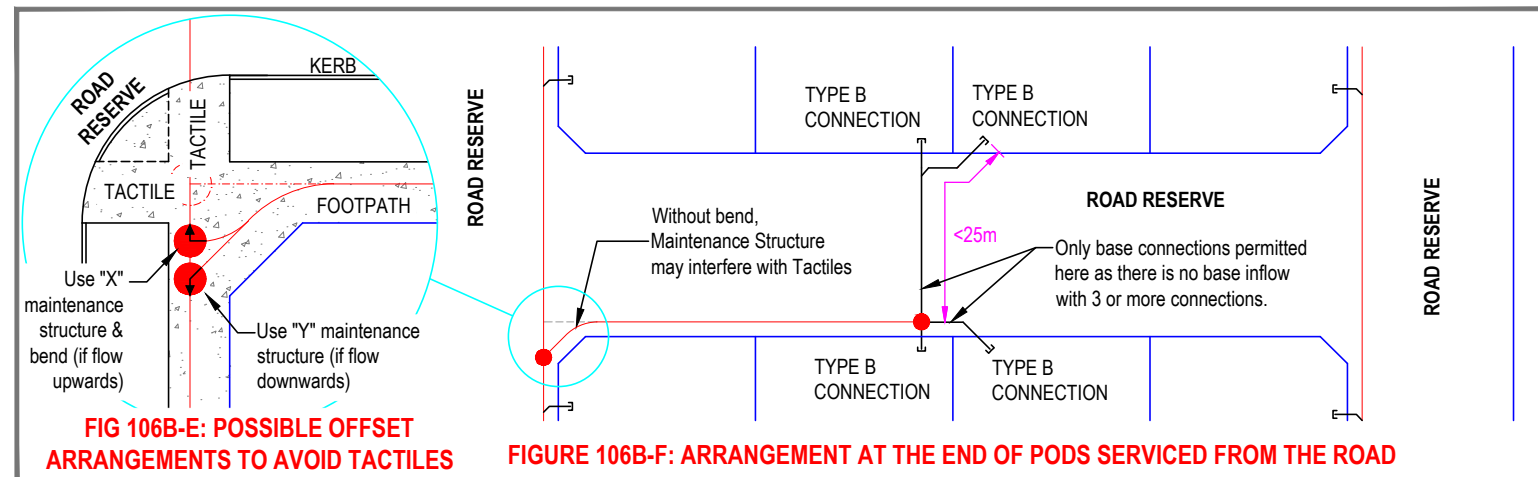 ROAD
RESERVE
KERB
TACTILE
TACTILE
FOOTPATH
Use "X"
maintenance
structure &
bend (if flow
upwards)
Use "Y" maintenance
structure (if flow
downwards)
FIG 106B-E: POSSIBLE OFFSET
ARRANGEMENTS TO AVOID TACTILES
ROAD RESERVE
TYPE B
CONNECTION
TYPE B
CONNECTION
Without bend,
Maintenance Structure
may interfere with Tactiles
<25m
ROAD RESERVE
Only base connections permitted
here as there is no base inflow
with 3 or more connections.
TYPE B
CONNECTION
TYPE B
CONNECTION
ROAD RESERVE
FIGURE 106B-F: ARRANGEMENT AT THE END OF PODS SERVICED FROM THE ROAD